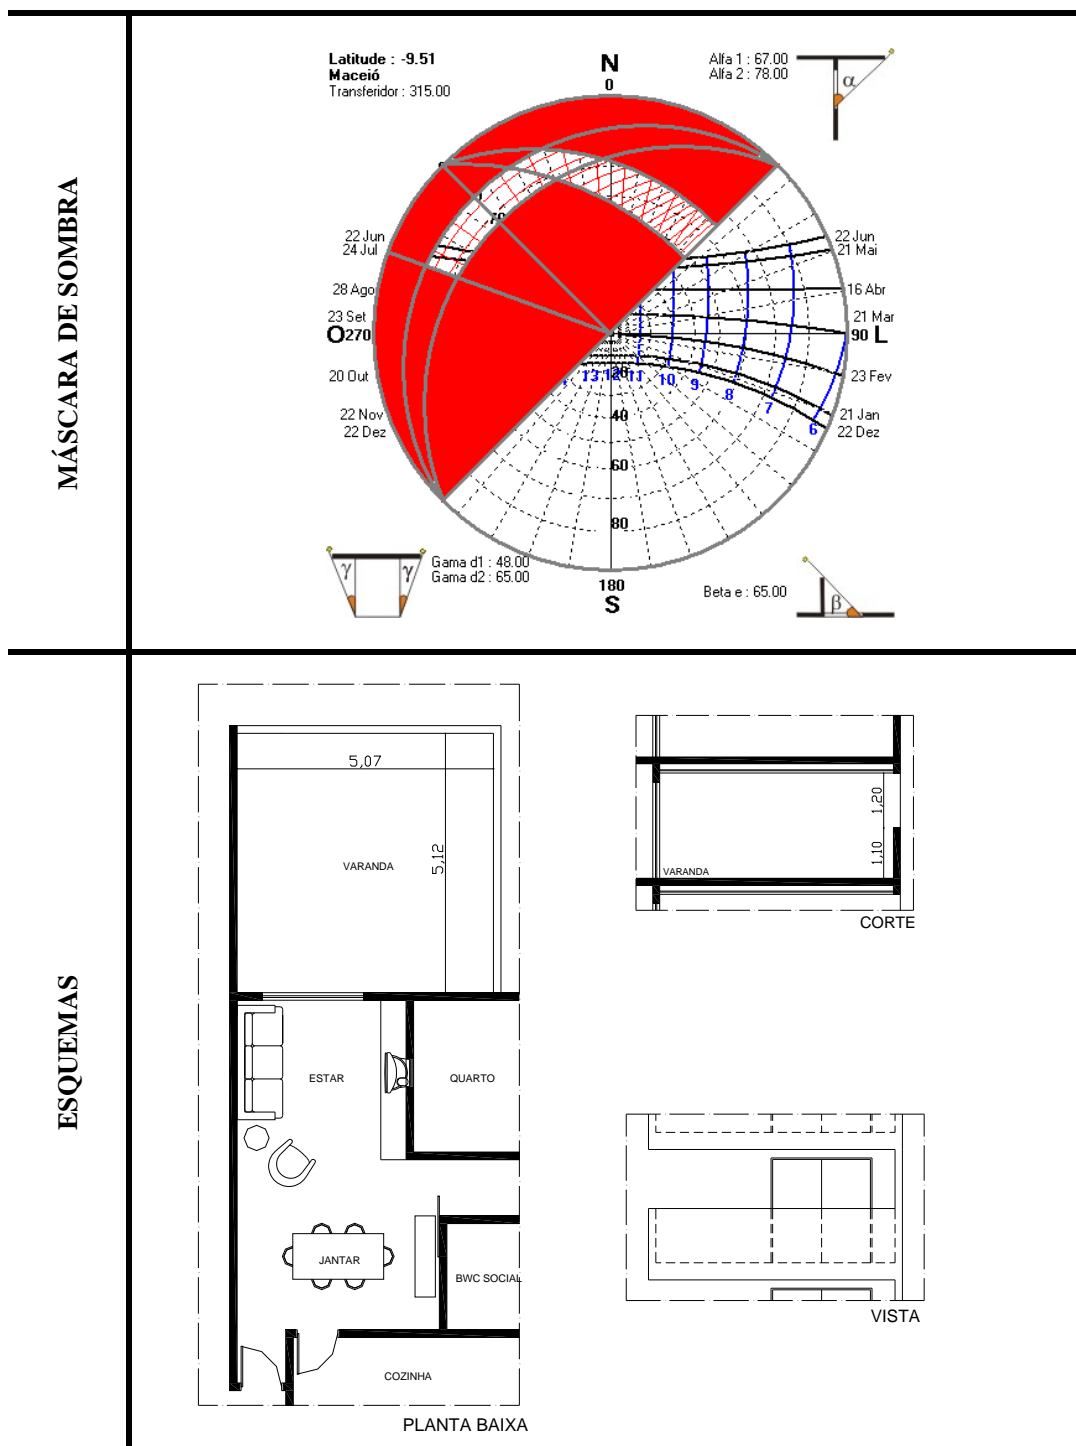 MÁSCARA DE SOMBRA
Latitude : -9.51
Maceió
Transferidor : 315.00
N
0
Alfa 1 : 67.00
Alfa 2 : 78.00
α
22 Jun
24 Jul
28 Ago
23 Set
O270
20 Out
22 Nov
22 Dez
22 Jun
21 Mai
16 Abr
21 Mar
90 L
23 Fev
21 Jan
22 Dez
13 12 11 10 9 8 7 6
20
40
60
80
180
S
γ γ
Gama d1 : 48.00
Gama d2 : 65.00
Beta e : 65.00
β
ESQUEMAS
5,07
5,12
VARANDA
ESTAR
QUARTO
JANTAR
BWC SOCIAL
COZINHA
PLANTA BAIXA
1,20
1,10
VARANDA
CORTE
VISTA